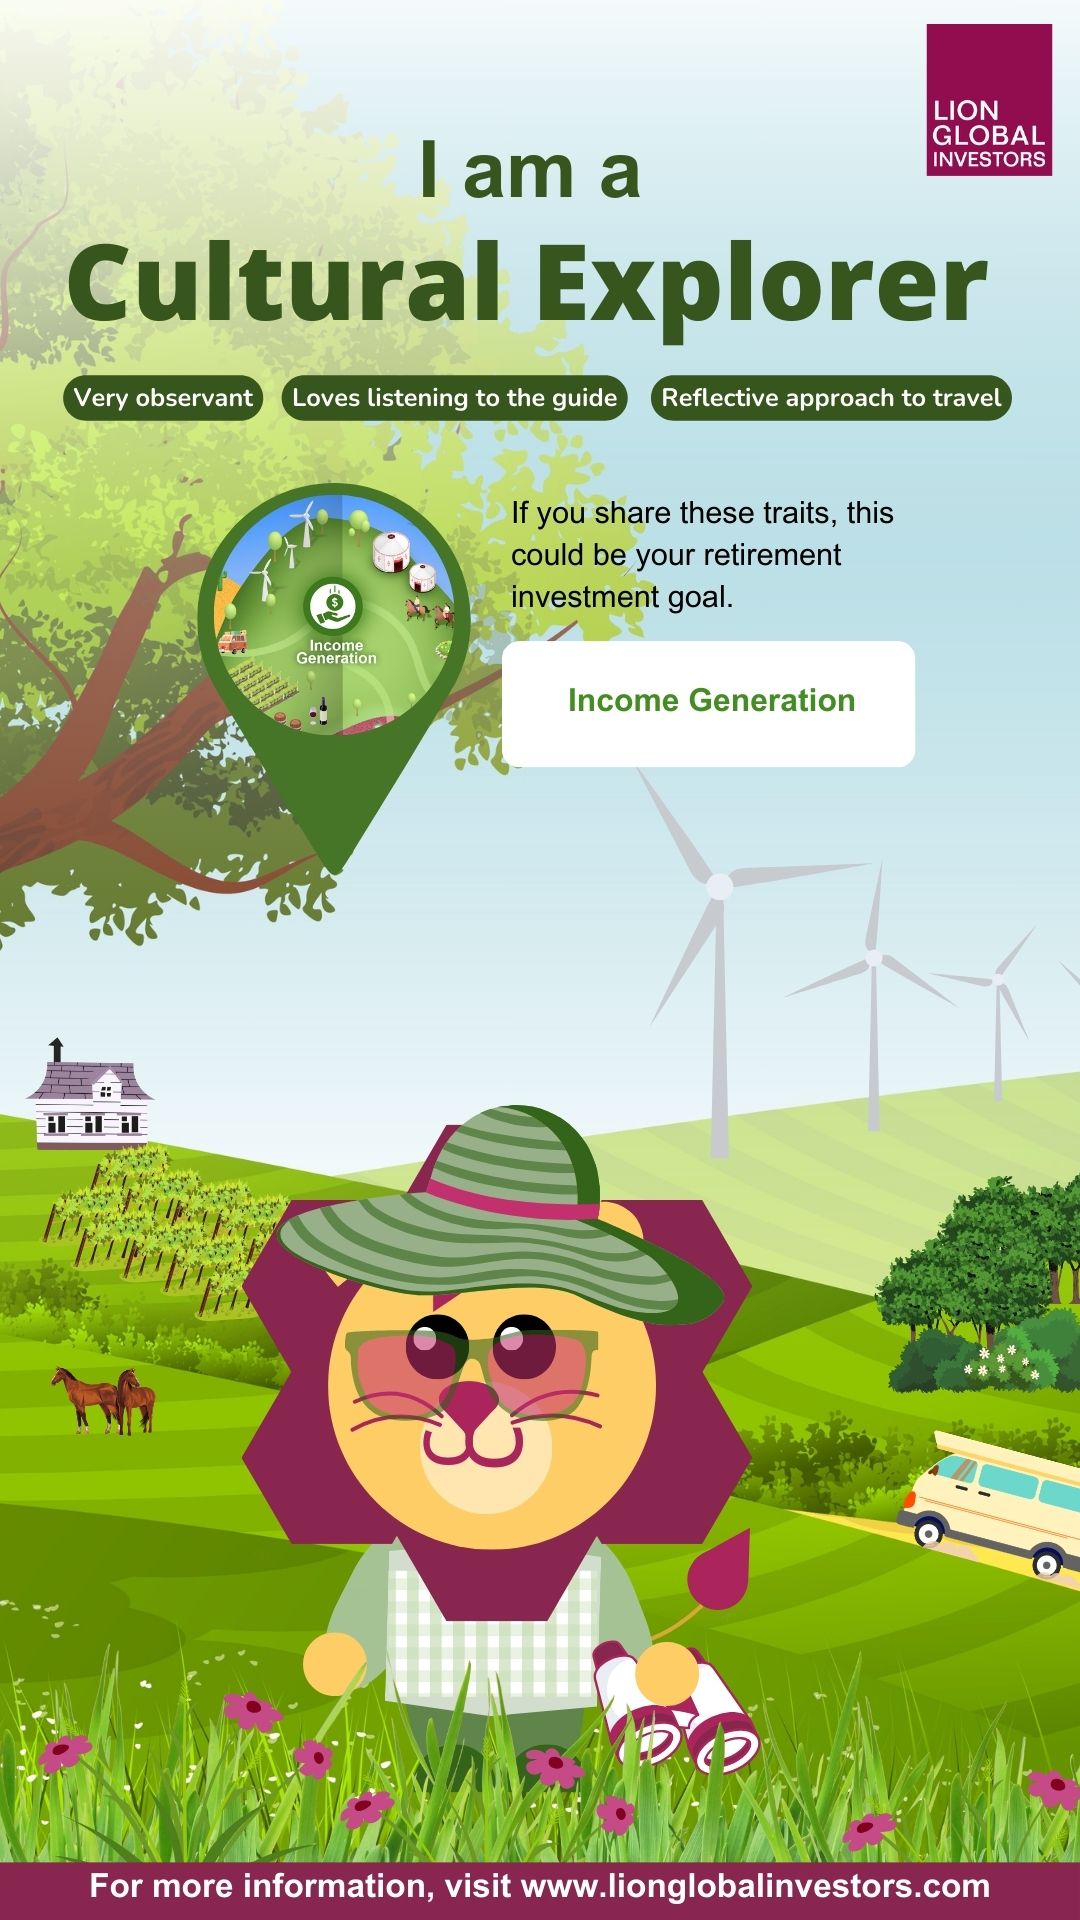 LION
GLOBAL
INVESTORS
I am a
Cultural Explorer
Very observant
Loves listening to the guide
Reflective approach to travel
If you share these traits, this
could be your retirement
investment goal.
$
Income
Generation
Income Generation
For more information, visit www.lionglobalinvestors.com